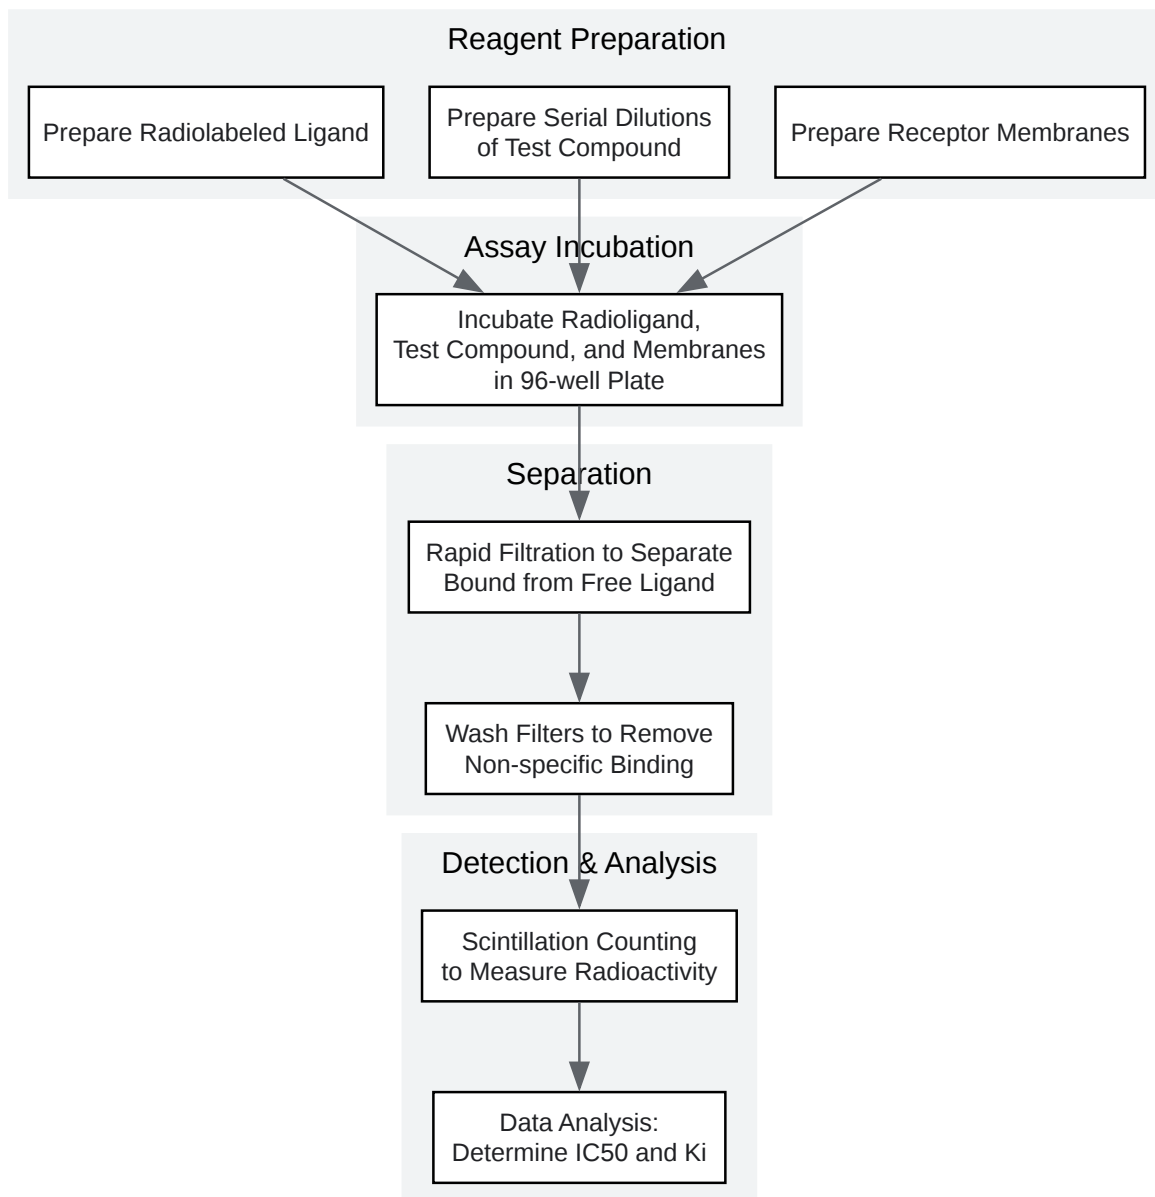 Reagent Preparation
Prepare Radiolabeled Ligand
Prepare Serial Dilutions
of Test Compound
Prepare Receptor Membranes
Assay Incubation
Incubate Radioligand,
Test Compound, and Membranes
in 96-well Plate
Separation
Rapid Filtration to Separate
Bound from Free Ligand
Wash Filters to Remove
Non-specific Binding
Detection & Analysis
Scintillation Counting
to Measure Radioactivity
Data Analysis:
Determine IC50 and Ki